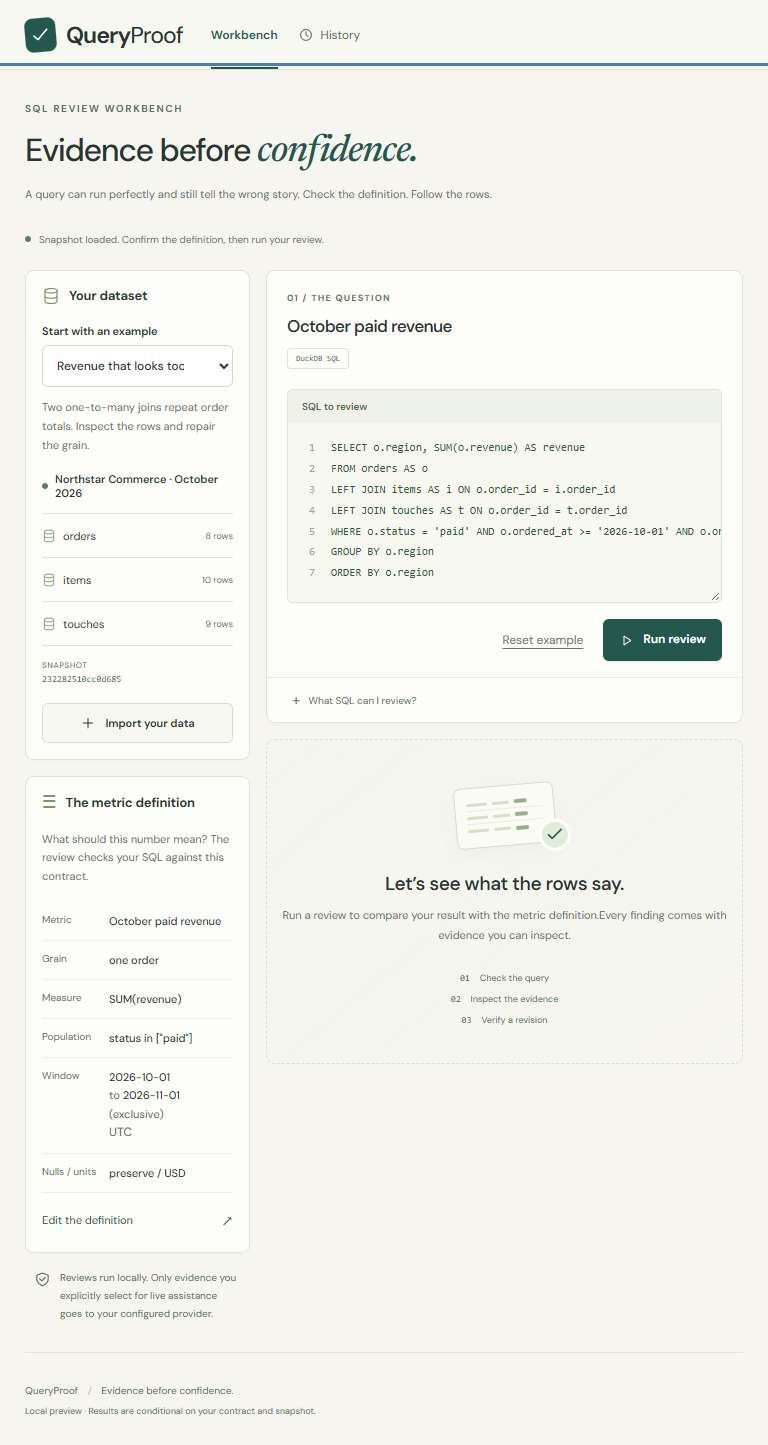 QueryProof
Workbench
History
SQL REVIEW WORKBENCH
Evidence before confidence.
A query can run perfectly and still tell the wrong story. Check the definition. Follow the rows.
Snapshot loaded. Confirm the definition, then run your review.
Your dataset
Start with an example
Revenue that looks too
Two one-to-many joins repeat order
totals. Inspect the rows and repair
the grain.
Northstar Commerce · October
2026
orders 8 rows
items 10 rows
touches 9 rows
SNAPSHOT
232282510cc0d685
Import your data
The metric definition
What should this number mean? The
review checks your SQL against this
contract.
Metric October paid revenue
Grain one order
Measure SUM(revenue)
Population status in ["paid"]
Window 2026-10-01
to 2026-11-01
(exclusive)
UTC
Nulls / units preserve / USD
Edit the definition ↗
Reviews run locally. Only evidence you
explicitly select for live assistance
goes to your configured provider.
01 / THE QUESTION
October paid revenue
DuckDB SQL
SQL to review
1 SELECT o.region, SUM(o.revenue) AS revenue
2 FROM orders AS o
3 LEFT JOIN items AS i ON o.order_id = i.order_id
4 LEFT JOIN touches AS t ON o.order_id = t.order_id
5 WHERE o.status = 'paid' AND o.ordered_at >= '2026-10-01' AND o.or
6 GROUP BY o.region
7 ORDER BY o.region
Reset example
Run review
+ What SQL can I review?
Let's see what the rows say.
Run a review to compare your result with the metric definition.Every finding comes with
evidence you can inspect.
01 Check the query
02 Inspect the evidence
03 Verify a revision
QueryProof / Evidence before confidence.
Local preview · Results are conditional on your contract and snapshot.